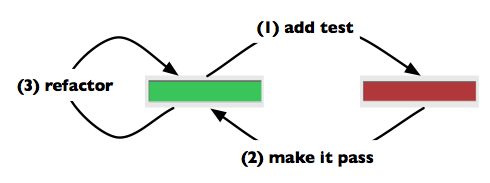 (1) add test
(3) refactor
(2) make it pass